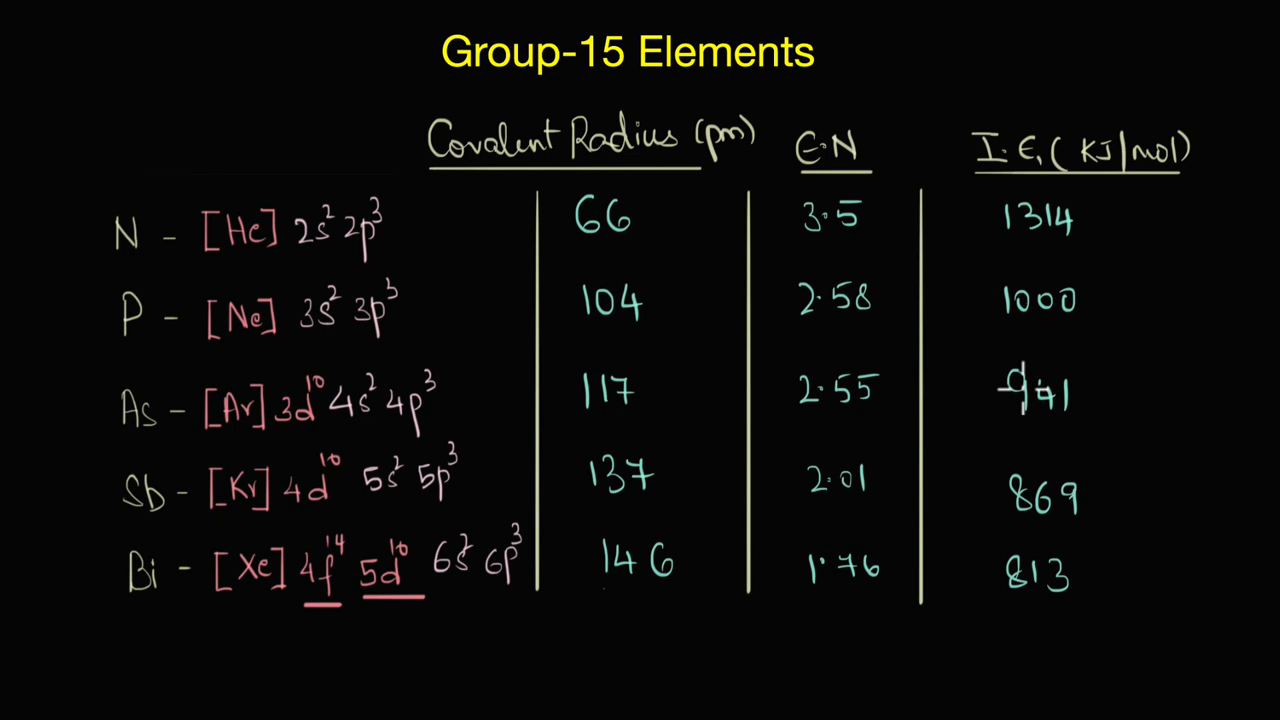 Group-15 Elements
Covalent Radius (pm) E·N I.E₁ (KJ/mol)
N - [He] 2s² 2p³ 66 3·5 1314
P - [Ne] 3s² 3p³ 104 2·58 1000
As - [Ar] 3d¹⁰ 4s² 4p³ 117 2·55 941
Sb - [Kr] 4d¹⁰ 5s² 5p³ 137 2·01 869
Bi - [Xe] 4f¹⁴ 5d¹⁰ 6s² 6p³ 146 1·76 813